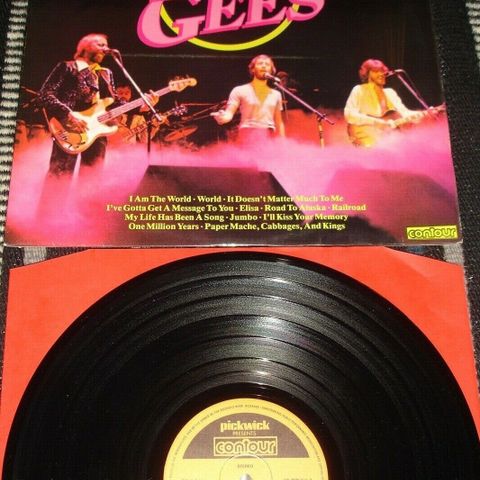 GEES
I Am The World · World · It Doesn't Matter Much To Me
I've Gotta Get A Message To You · Elisa · Road To Alaska · Railroad
My Life Has Been A Song · Jumbo · I'll Kiss Your Memory
One Million Years · Paper Mache, Cabbages, And Kings
contour
pickwick
PRESENTS
contour
STEREO